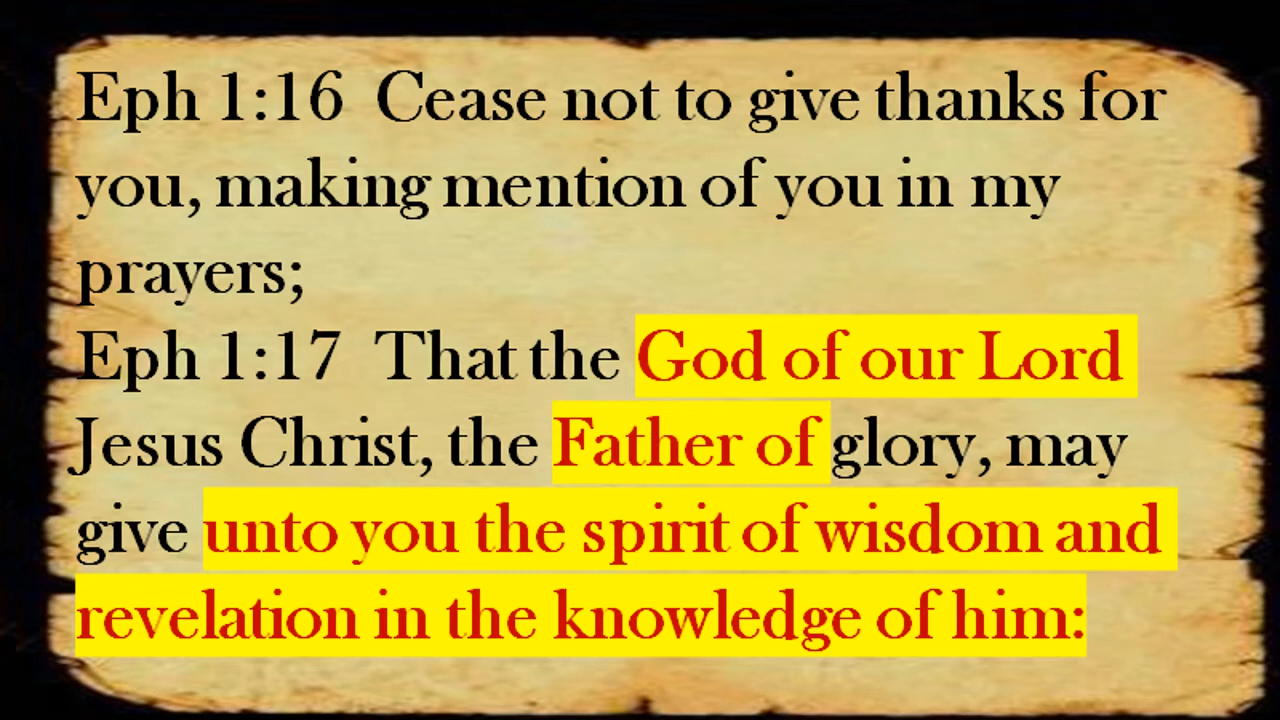 Eph 1:16  Cease not to give thanks for
you, making mention of you in my
prayers;
Eph 1:17  That the God of our Lord
Jesus Christ, the Father of glory, may
give unto you the spirit of wisdom and
revelation in the knowledge of him: